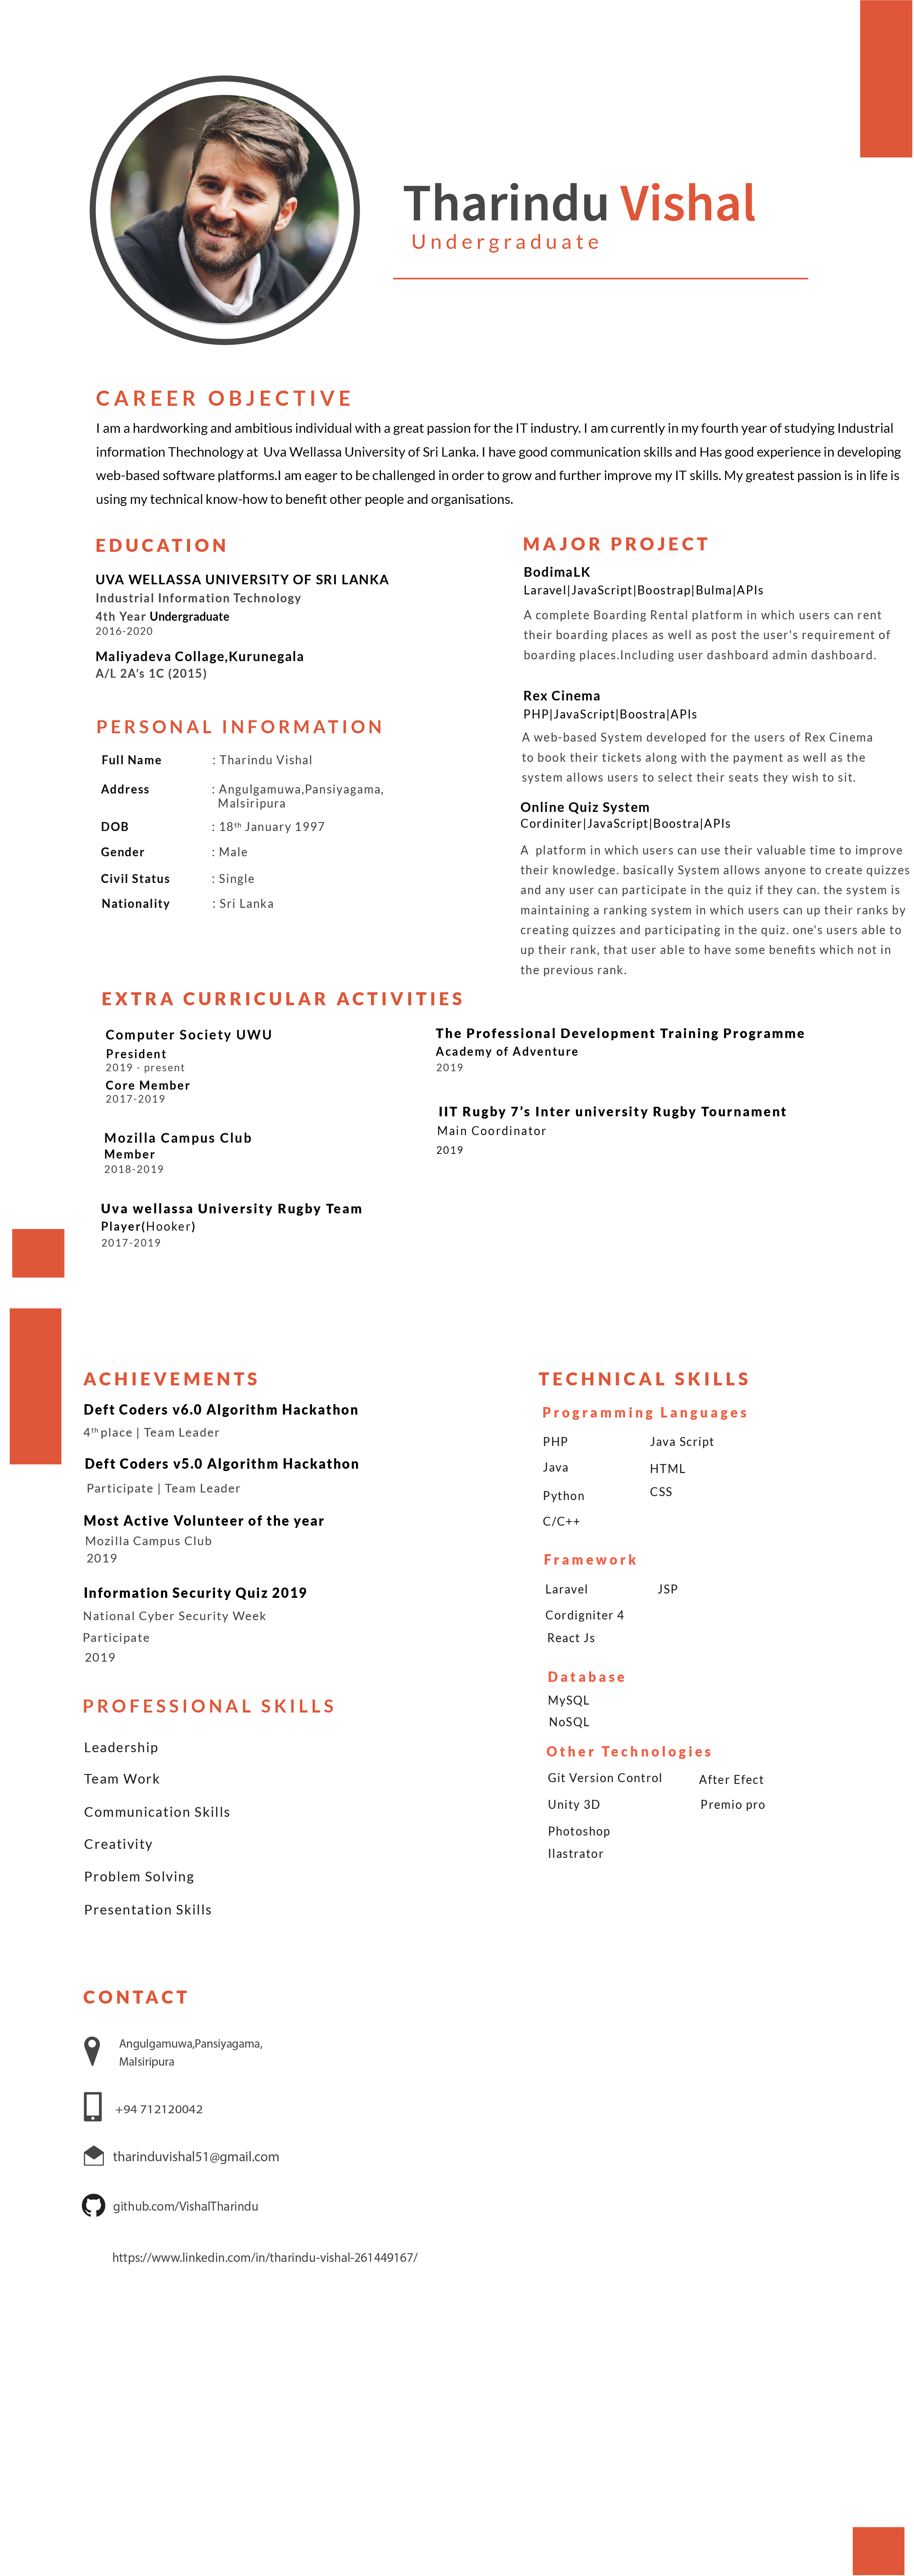 Tharindu Vishal
Undergraduate
CAREER OBJECTIVE
I am a hardworking and ambitious individual with a great passion for the IT industry. I am currently in my fourth year of studying Industrial
information Thechnology at Uva Wellassa University of Sri Lanka. I have good communication skills and Has good experience in developing
web-based software platforms.I am eager to be challenged in order to grow and further improve my IT skills. My greatest passion is in life is
using my technical know-how to benefit other people and organisations.
EDUCATION
UVA WELLASSA UNIVERSITY OF SRI LANKA
Industrial Information Technology
4th Year Undergraduate
2016-2020
Maliyadeva Collage,Kurunegala
A/L 2A's 1C (2015)
PERSONAL INFORMATION
Full Name : Tharindu Vishal
Address : Angulgamuwa,Pansiyagama,
Malsiripura
DOB : 18th January 1997
Gender : Male
Civil Status : Single
Nationality : Sri Lanka
MAJOR PROJECT
BodimaLK
Laravel|JavaScript|Boostrap|Bulma|APIs
A complete Boarding Rental platform in which users can rent
their boarding places as well as post the user's requirement of
boarding places.Including user dashboard admin dashboard.
Rex Cinema
PHP|JavaScript|Boostra|APIs
A web-based System developed for the users of Rex Cinema
to book their tickets along with the payment as well as the
system allows users to select their seats they wish to sit.
Online Quiz System
Cordiniter|JavaScript|Boostra|APIs
A platform in which users can use their valuable time to improve
their knowledge. basically System allows anyone to create quizzes
and any user can participate in the quiz if they can. the system is
maintaining a ranking system in which users can up their ranks by
creating quizzes and participating in the quiz. one's users able to
up their rank, that user able to have some benefits which not in
the previous rank.
EXTRA CURRICULAR ACTIVITIES
Computer Society UWU
President
2019 - present
Core Member
2017-2019
Mozilla Campus Club
Member
2018-2019
Uva wellassa University Rugby Team
Player(Hooker)
2017-2019
The Professional Development Training Programme
Academy of Adventure
2019
IIT Rugby 7's Inter university Rugby Tournament
Main Coordinator
2019
ACHIEVEMENTS
Deft Coders v6.0 Algorithm Hackathon
4th place | Team Leader
Deft Coders v5.0 Algorithm Hackathon
Participate | Team Leader
Most Active Volunteer of the year
Mozilla Campus Club
2019
Information Security Quiz 2019
National Cyber Security Week
Participate
2019
PROFESSIONAL SKILLS
Leadership
Team Work
Communication Skills
Creativity
Problem Solving
Presentation Skills
TECHNICAL SKILLS
Programming Languages
PHP Java Script
Java HTML
Python CSS
C/C++
Framework
Laravel JSP
Cordigniter 4
React Js
Database
MySQL
NoSQL
Other Technologies
Git Version Control After Efect
Unity 3D Premio pro
Photoshop
Ilastrator
CONTACT
Angulgamuwa,Pansiyagama,
Malsiripura
+94 712120042
tharinduvishal51@gmail.com
github.com/VishalTharindu
https://www.linkedin.com/in/tharindu-vishal-261449167/